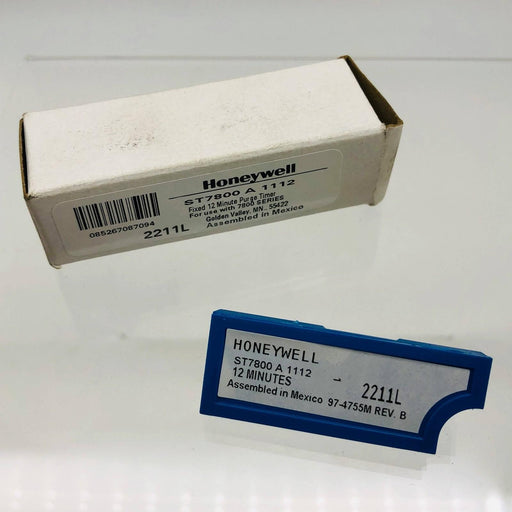 Honeywell
ST7800 A 1112
Fixed 12 Minute Purge Timer
For use with 7800 SERIES
Golden Valley, MN. 55422
Assembled in Mexico
085267087094
2211L
HONEYWELL
ST7800 A 1112
12 MINUTES
2211L
Assembled in Mexico 97-4755M REV. B